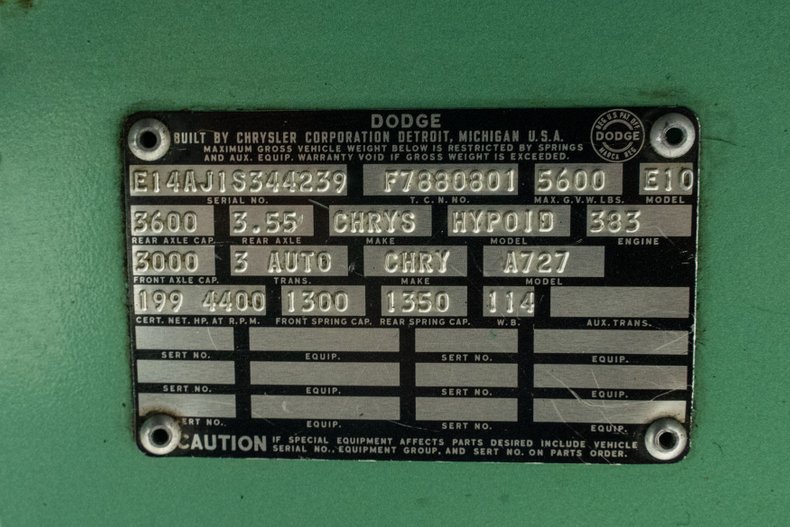 DODGE
BUILT BY CHRYSLER CORPORATION DETROIT, MICHIGAN U.S.A.
MAXIMUM GROSS VEHICLE WEIGHT BELOW IS RESTRICTED BY SPRINGS
AND AUX. EQUIP. WARRANTY VOID IF GROSS WEIGHT IS EXCEEDED.
REG. U.S. PAT. OFF.
DODGE
MARCA REG.
E14AJ1S344239 F7880801 5600 E10
SERIAL NO. T.C.N. NO. MAX. G.V.W. LBS. MODEL
3600 3.55 CHRYS HYPOID 383
REAR AXLE CAP. REAR AXLE MAKE MODEL ENGINE
3000 3 AUTO CHRY A727
FRONT AXLE CAP. TRANS. MAKE MODEL
199 4400 1300 1350 114
CERT. NET. HP. AT R.P.M. FRONT SPRING CAP. REAR SPRING CAP. W.B. AUX. TRANS.
SERT NO. EQUIP. SERT NO. EQUIP.
SERT NO. EQUIP. SERT NO. EQUIP.
SERT NO. EQUIP. SERT NO. EQUIP.
CAUTION IF SPECIAL EQUIPMENT AFFECTS PARTS DESIRED INCLUDE VEHICLE
SERIAL NO., EQUIPMENT GROUP, AND SERT NO. ON PARTS ORDER.